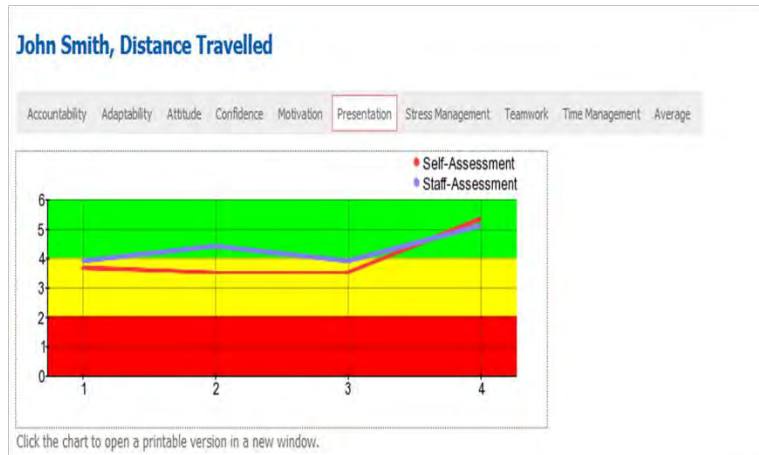 John Smith, Distance Travelled
Accountability Adaptability Attitude Confidence Motivation Presentation Stress Management Teamwork Time Management Average
Self-Assessment
Staff-Assessment
6
5
4
3
2
1
0
1 2 3 4
Click the chart to open a printable version in a new window.